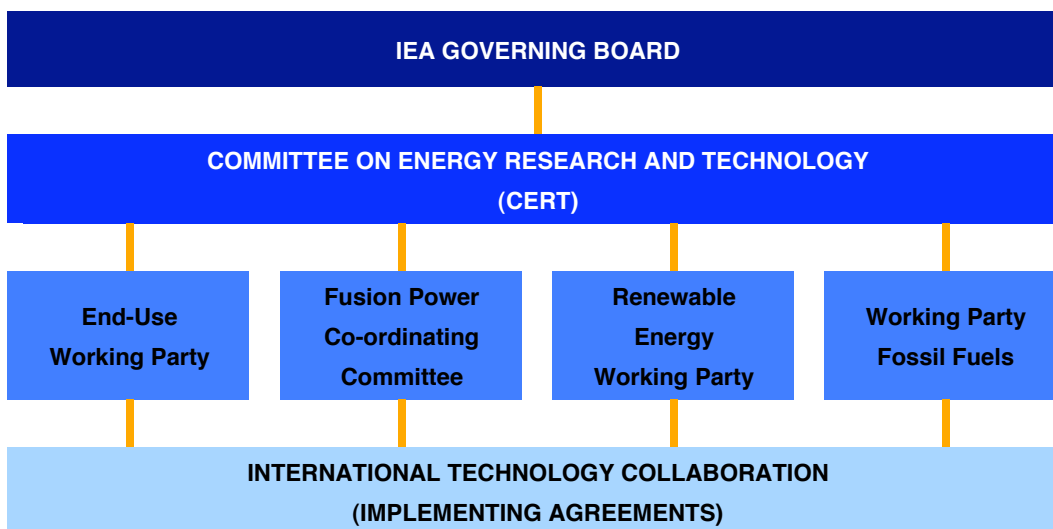 IEA GOVERNING BOARD
COMMITTEE ON ENERGY RESEARCH AND TECHNOLOGY
(CERT)
End-Use
Working Party
Fusion Power
Co-ordinating
Committee
Renewable
Energy
Working Party
Working Party
Fossil Fuels
INTERNATIONAL TECHNOLOGY COLLABORATION
(IMPLEMENTING AGREEMENTS)